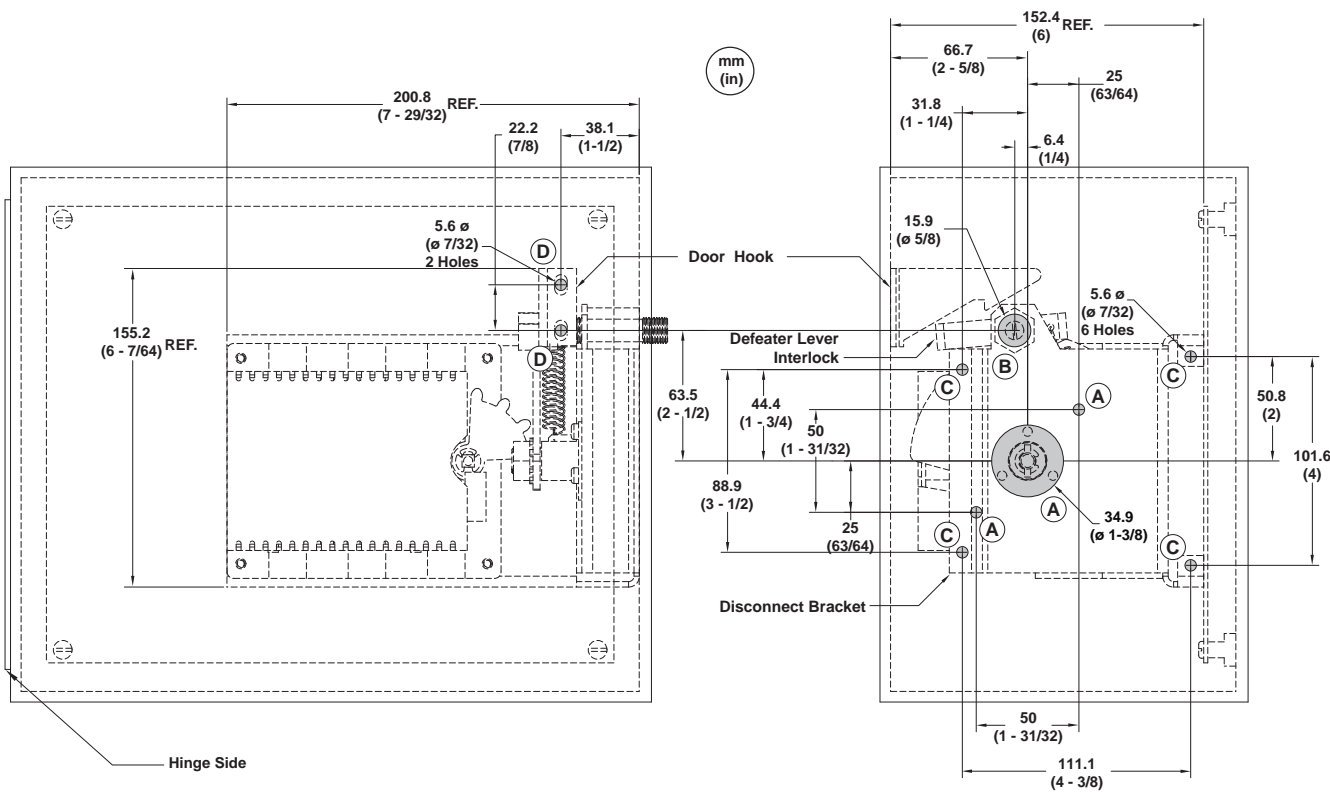 152.4 REF.
(6)
mm
(in)
66.7
(2 - 5/8)
25
(63/64)
200.8 REF.
(7 - 29/32)
31.8
(1 - 1/4)
22.2
(7/8)
38.1
(1-1/2)
6.4
(1/4)
5.6 ø
(ø 7/32)
2 Holes
D
15.9
(ø 5/8)
Door Hook
5.6 ø
(ø 7/32)
6 Holes
155.2 REF.
(6 - 7/64)
Defeater Lever
Interlock
D
B
C
C
A
63.5
(2 - 1/2)
44.4
(1 - 3/4)
50
(1 - 31/32)
50.8
(2)
101.6
(4)
88.9
(3 - 1/2)
A
A
34.9
(ø 1-3/8)
25
(63/64)
C
C
Disconnect Bracket
50
(1 - 31/32)
Hinge Side
111.1
(4 - 3/8)